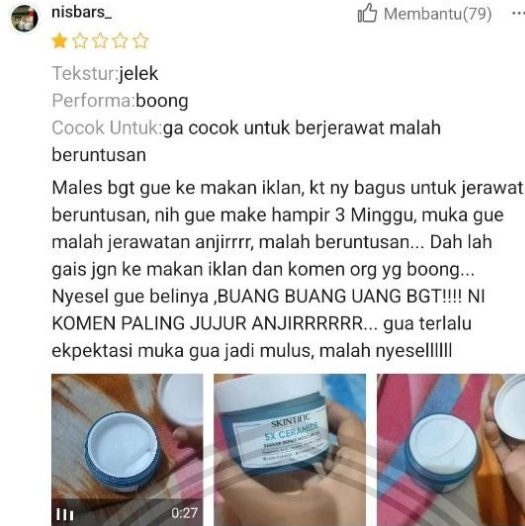 nisbars_
Membantu(79)
Tekstur:jelek
Performa:boong
Cocok Untuk:ga cocok untuk berjerawat malah
beruntusan
Males bgt gue ke makan iklan, kt ny bagus untuk jerawat
beruntusan, nih gue make hampir 3 Minggu, muka gue
malah jerawatan anjirrrr, malah beruntusan... Dah lah
gais jgn ke makan iklan dan komen org yg boong...
Nyesel gue belinya ,BUANG BUANG UANG BGT!!!! NI
KOMEN PALING JUJUR ANJIRRRRRR... gua terlalu
ekpektasi muka gua jadi mulus, malah nyesellllll
SKINTIFIC
5X CERAMIDE
0:27